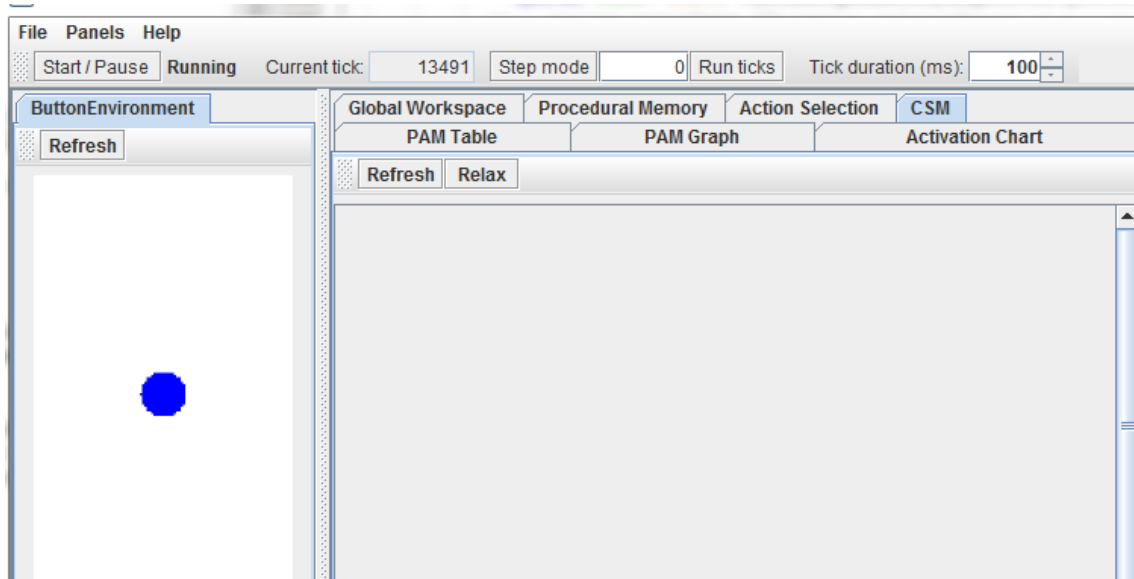 File Panels Help
Start / Pause Running Current tick: 13491 Step mode 0 Run ticks Tick duration (ms): 100
ButtonEnvironment
Refresh
Global Workspace Procedural Memory Action Selection CSM
PAM Table PAM Graph Activation Chart
Refresh Relax